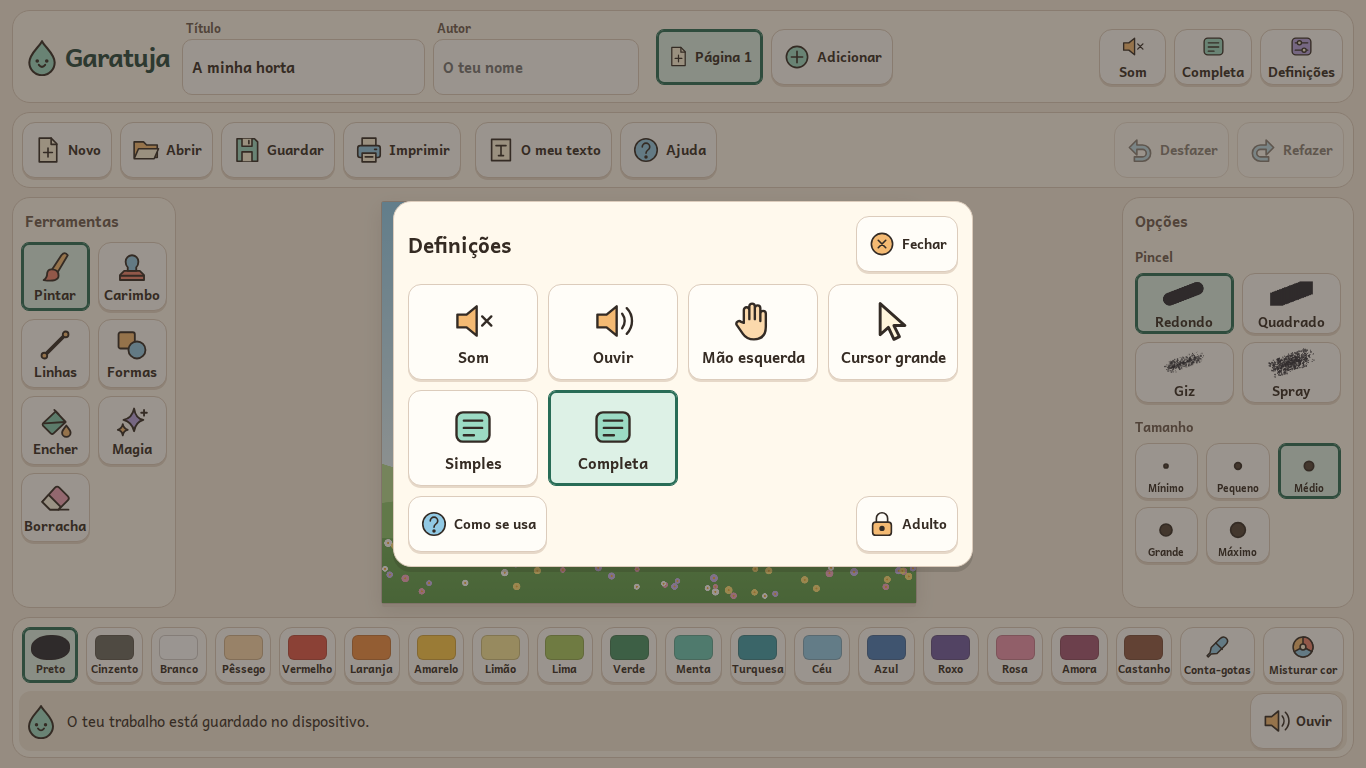 Garatuja
Título
A minha horta
Autor
O teu nome
Página 1
Adicionar
Som
Completa
Definições
Novo
Abrir
Guardar
Imprimir
O meu texto
Ajuda
Desfazer
Refazer
Ferramentas
Pintar
Carimbo
Linhas
Formas
Encher
Magia
Borracha
Definições
Fechar
Som
Ouvir
Mão esquerda
Cursor grande
Simples
Completa
Como se usa
Adulto
Opções
Pincel
Redondo
Quadrado
Giz
Spray
Tamanho
Mínimo
Pequeno
Médio
Grande
Máximo
Preto
Cinzento
Branco
Pêssego
Vermelho
Laranja
Amarelo
Limão
Lima
Verde
Menta
Turquesa
Céu
Azul
Roxo
Rosa
Amora
Castanho
Conta-gotas
Misturar cor
O teu trabalho está guardado no dispositivo.
Ouvir